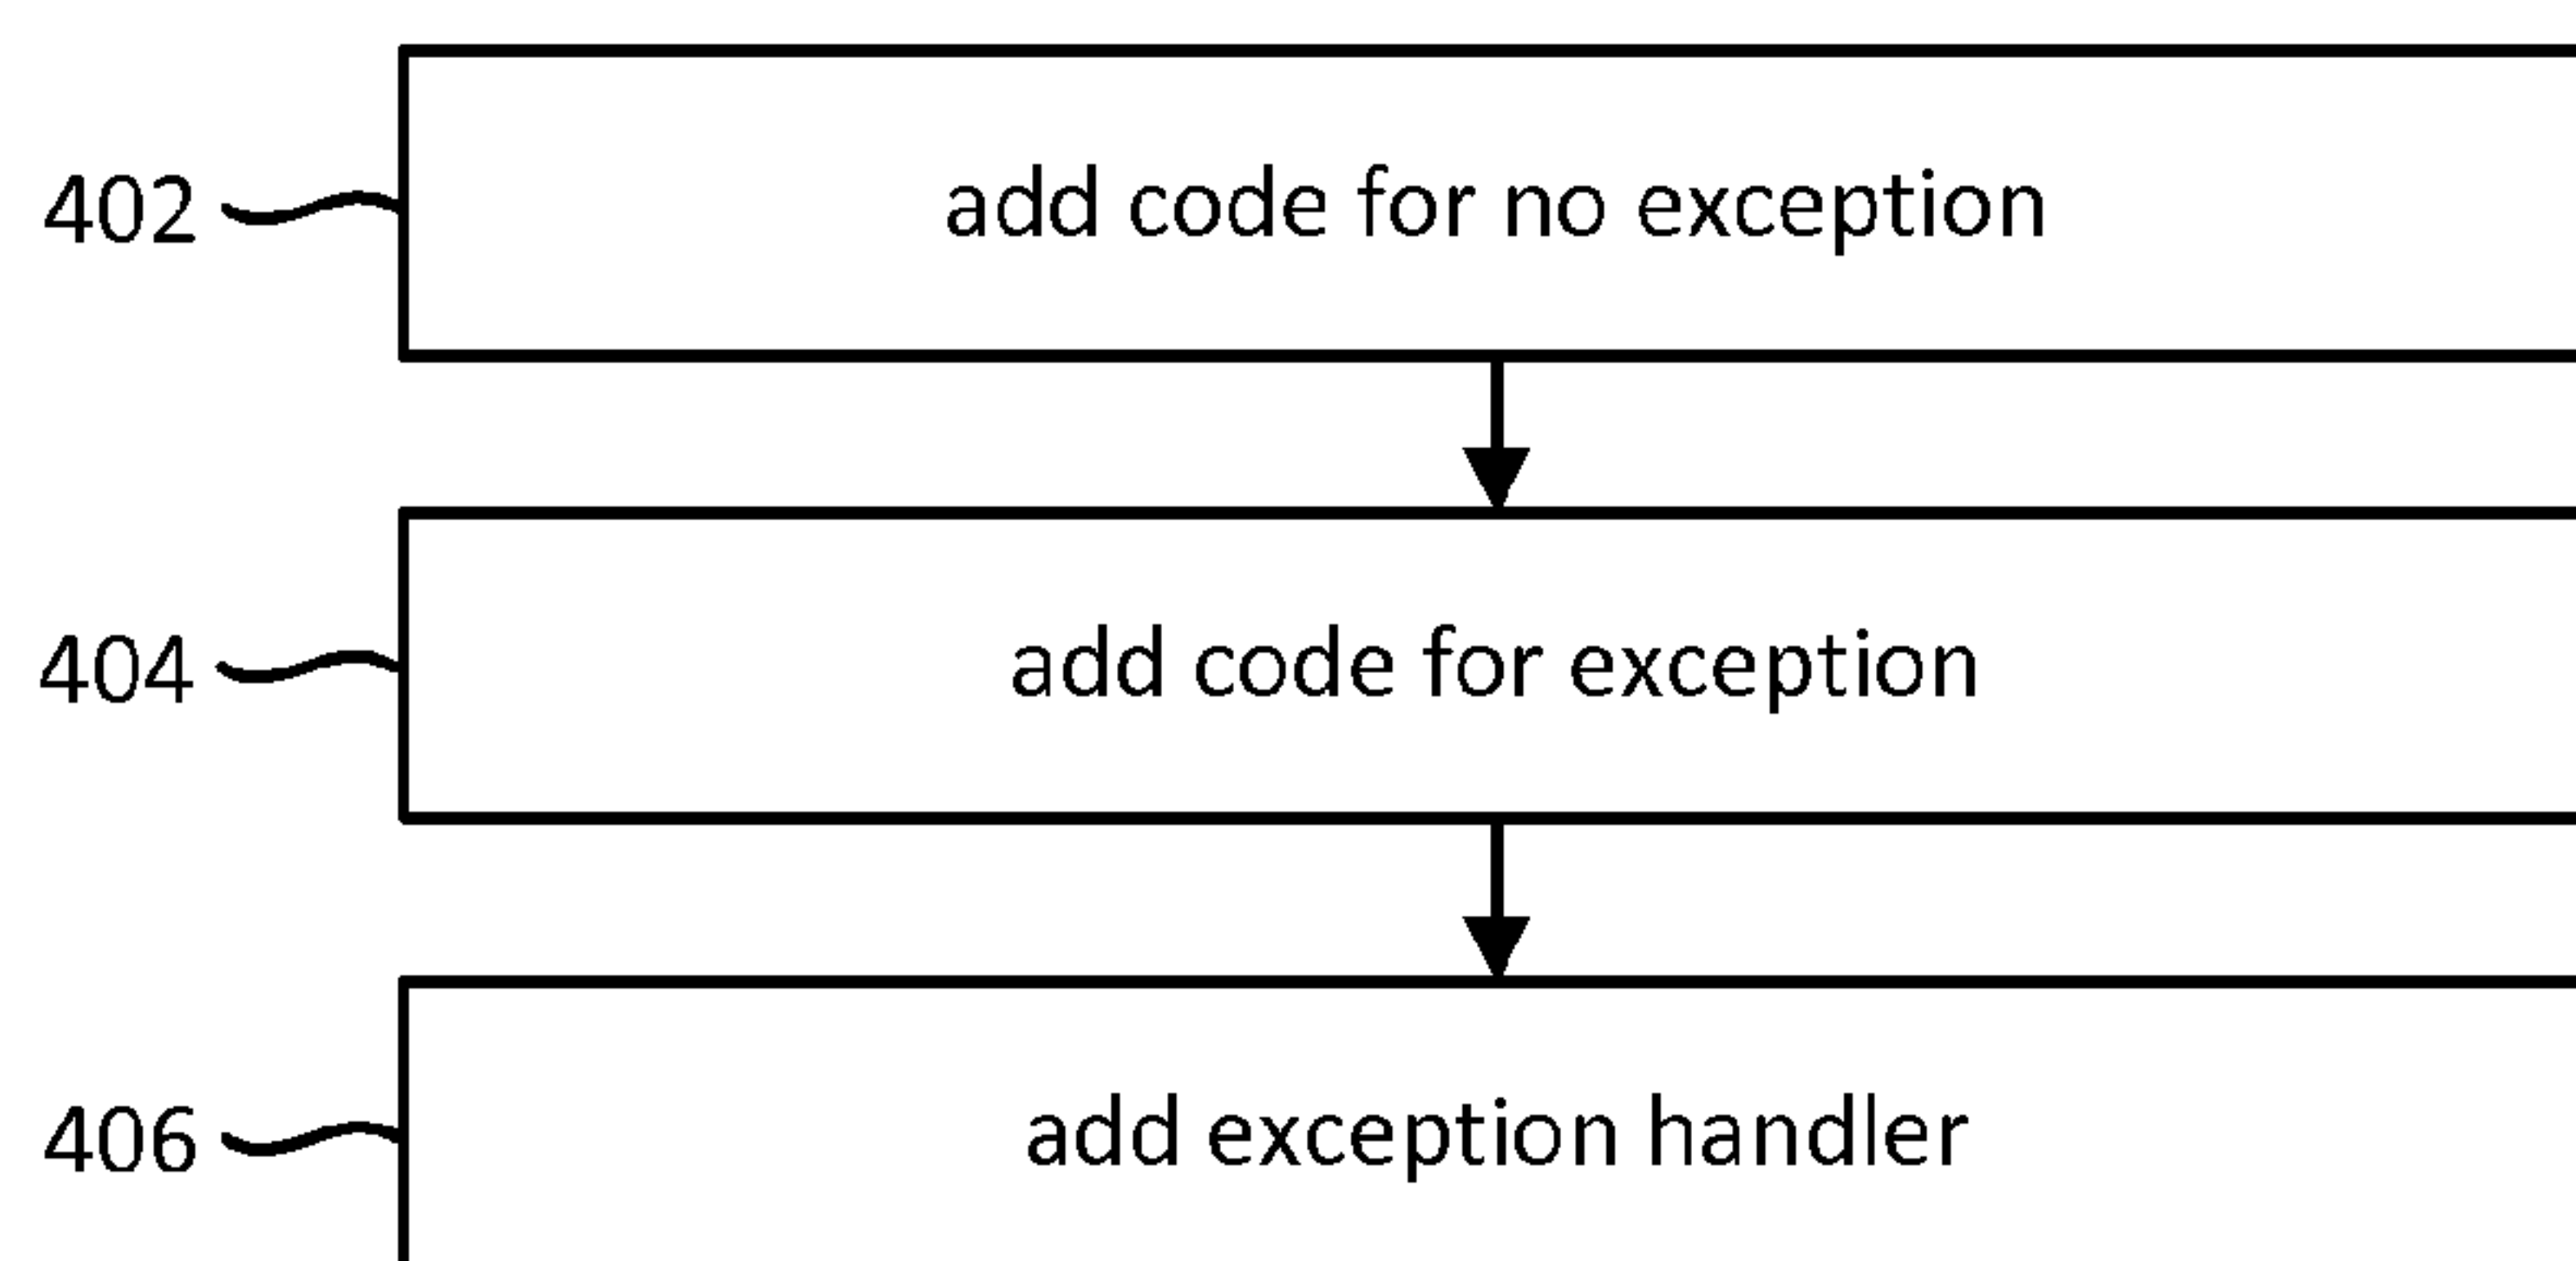 402 add code for no exception
404 add code for exception
406 add exception handler